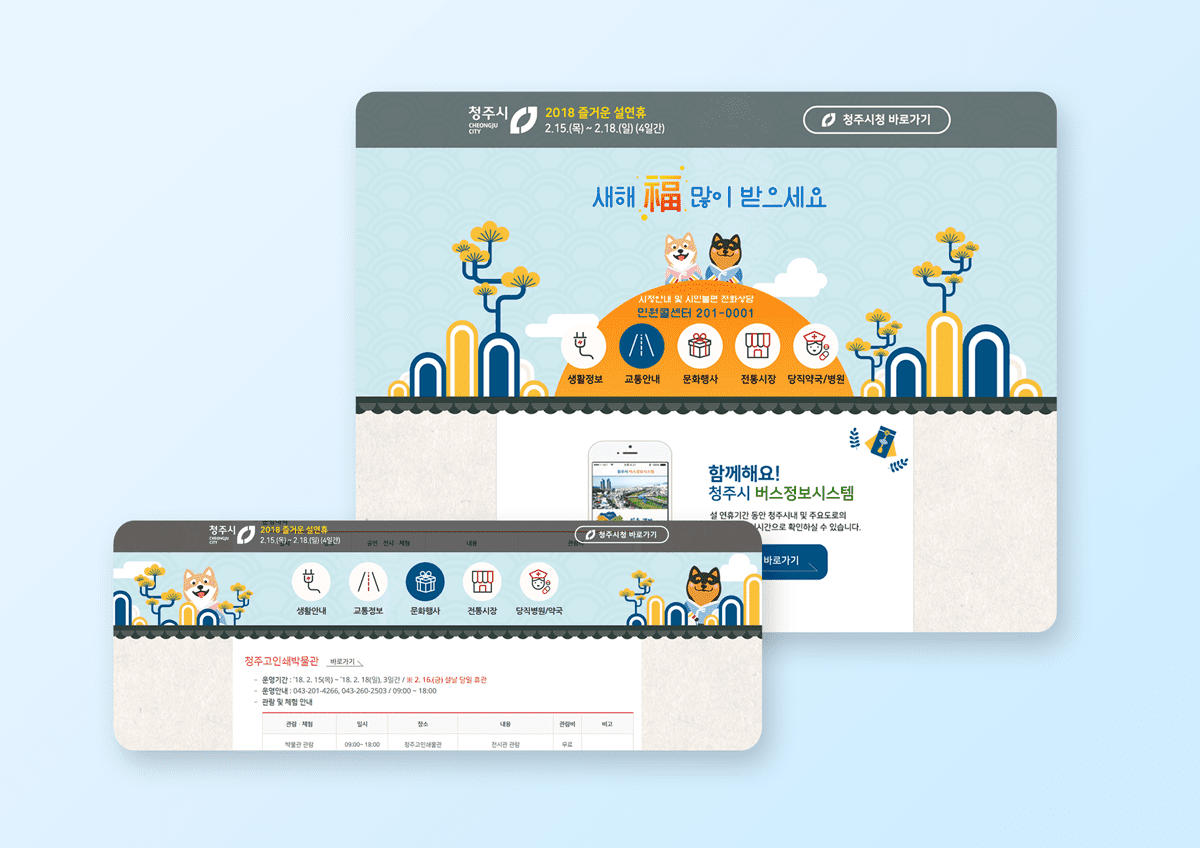 청주시
CHEONGJU
CITY
2018 즐거운 설연휴
2.15.(목) ~ 2.18.(일) (4일간)
청주시청 바로가기
새해 福 많이 받으세요
시정안내 및 시민불편 전화상담
민원콜센터 201-0001
생활정보 교통안내 문화행사 전통시장 당직약국/병원
함께해요!
청주시 버스정보시스템
설 연휴기간 동안 청주시내 및 주요도로의
시간으로 확인하실 수 있습니다.
바로가기
청주시
CHEONGJU
CITY
2018 즐거운 설연휴
2.15.(목) ~ 2.18.(일) (4일간)
공연·전시·체험 내용
청주시청 바로가기
생활안내 교통정보 문화행사 전통시장 당직병원/약국
청주고인쇄박물관 바로가기
- 운영기간 : '18. 2. 15(목) ~ '18. 2. 18(일), 3일간 / ※ 2. 16.(금) 설날 당일 휴관
- 운영안내 : 043-201-4266, 043-260-2503 / 09:00 ~ 18:00
- 관람 및 체험 안내
관람·체험 일시 장소 내용 관람비 비고
박물관 관람 09:00~ 18:00 청주고인쇄박물관 전시관 관람 무료